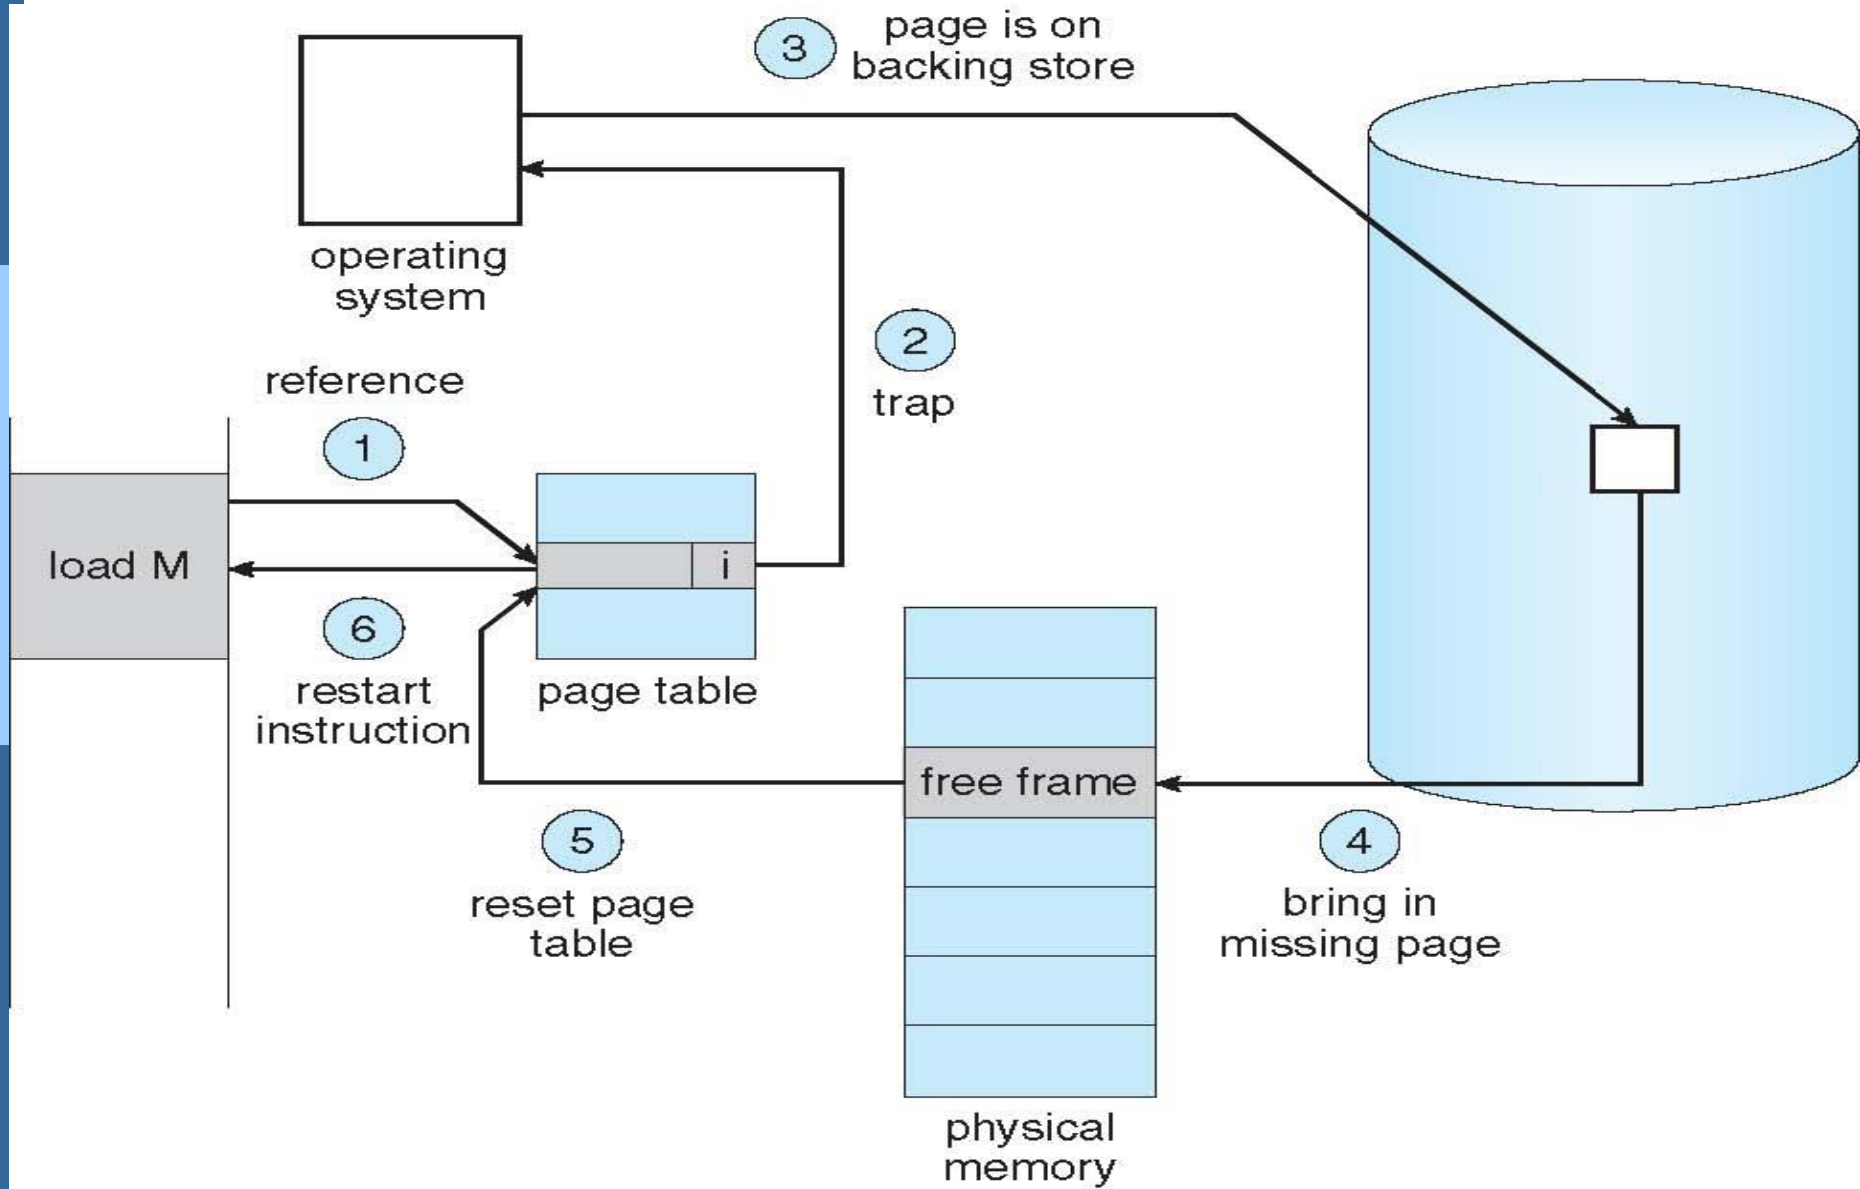 3
page is on
backing store
operating
system
2
trap
reference
1
load M
i
6
restart
instruction
page table
free frame
5
reset page
table
4
bring in
missing page
physical
memory